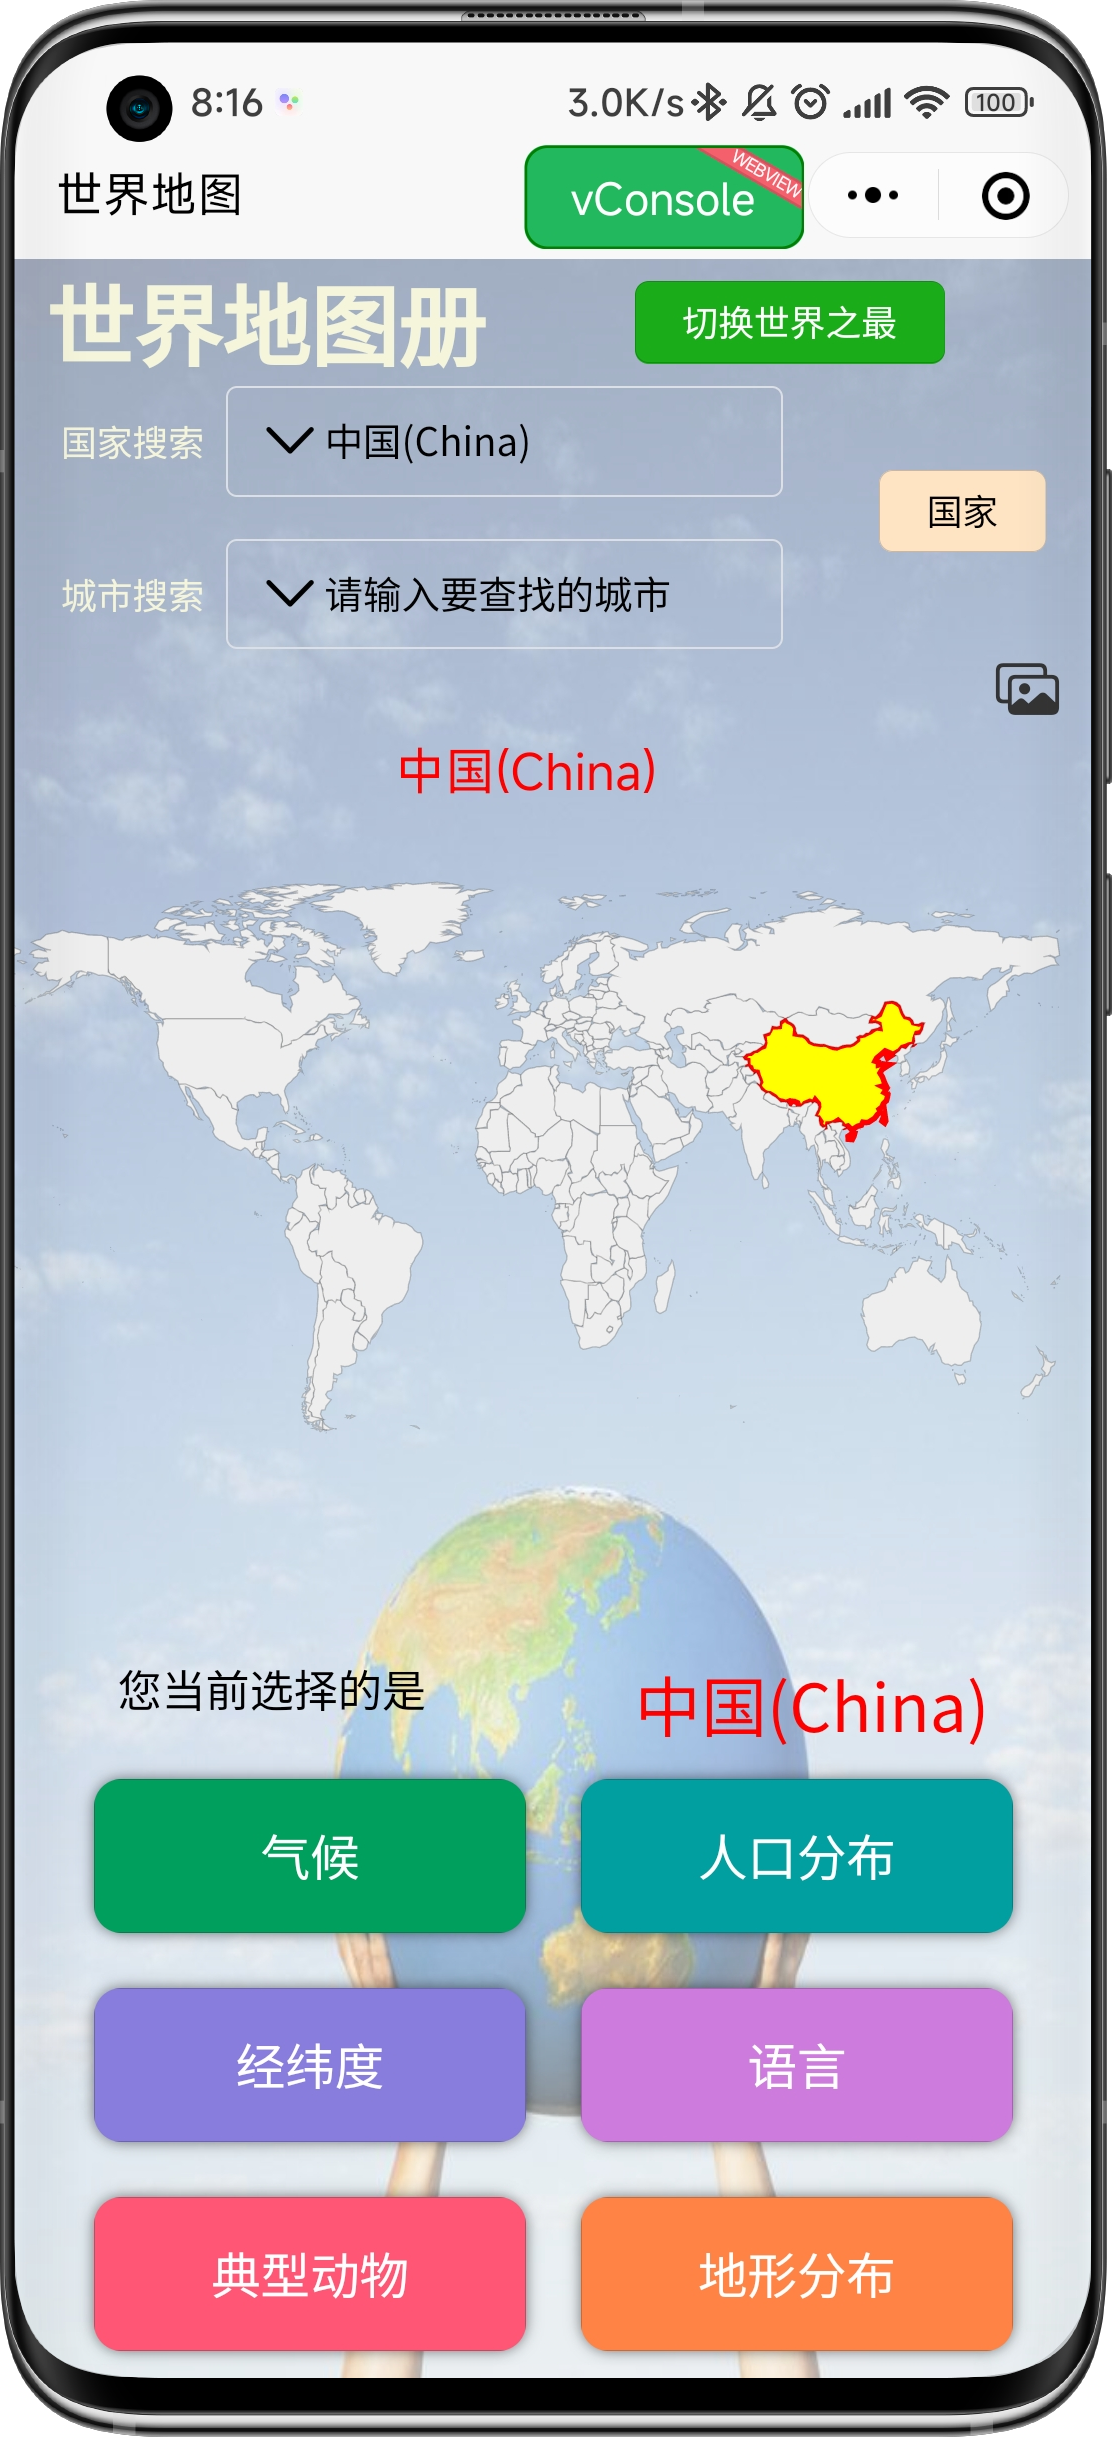 8:16
3.0K/s
100
世界地图
vConsole
WEBVIEW
世界地图册
切换世界之最
国家搜索
中国(China)
国家
城市搜索
请输入要查找的城市
中国(China)
您当前选择的是
中国(China)
气候
人口分布
经纬度
语言
典型动物
地形分布